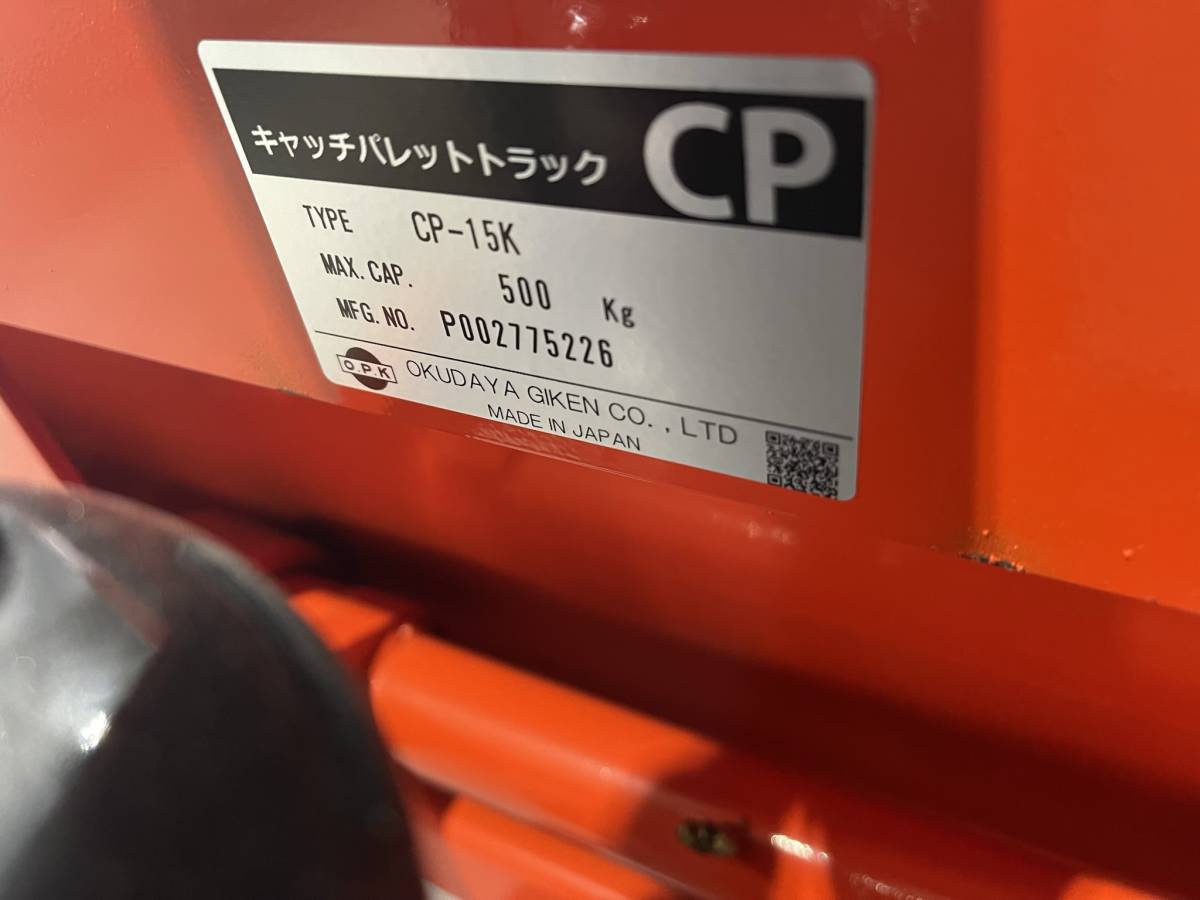 キャッチパレットトラック CP
TYPE CP-15K
MAX. CAP. 500 Kg
MFG. NO. P002775226
O.P.K OKUDAYA GIKEN CO., LTD
MADE IN JAPAN